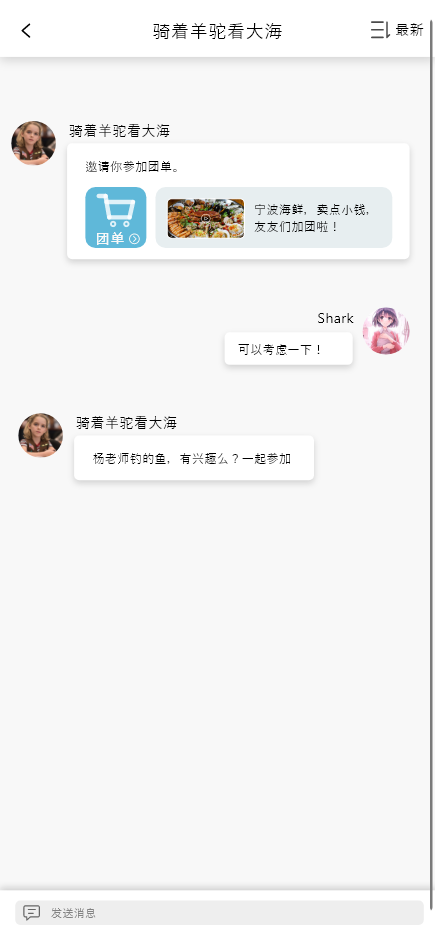 骑着羊驼看大海
最新
骑着羊驼看大海
邀请你参加团单。
团单
宁波海鲜，卖点小钱，
友友们加团啦！
Shark
可以考虑一下！
骑着羊驼看大海
杨老师钓的鱼，有兴趣么？一起参加
发送消息